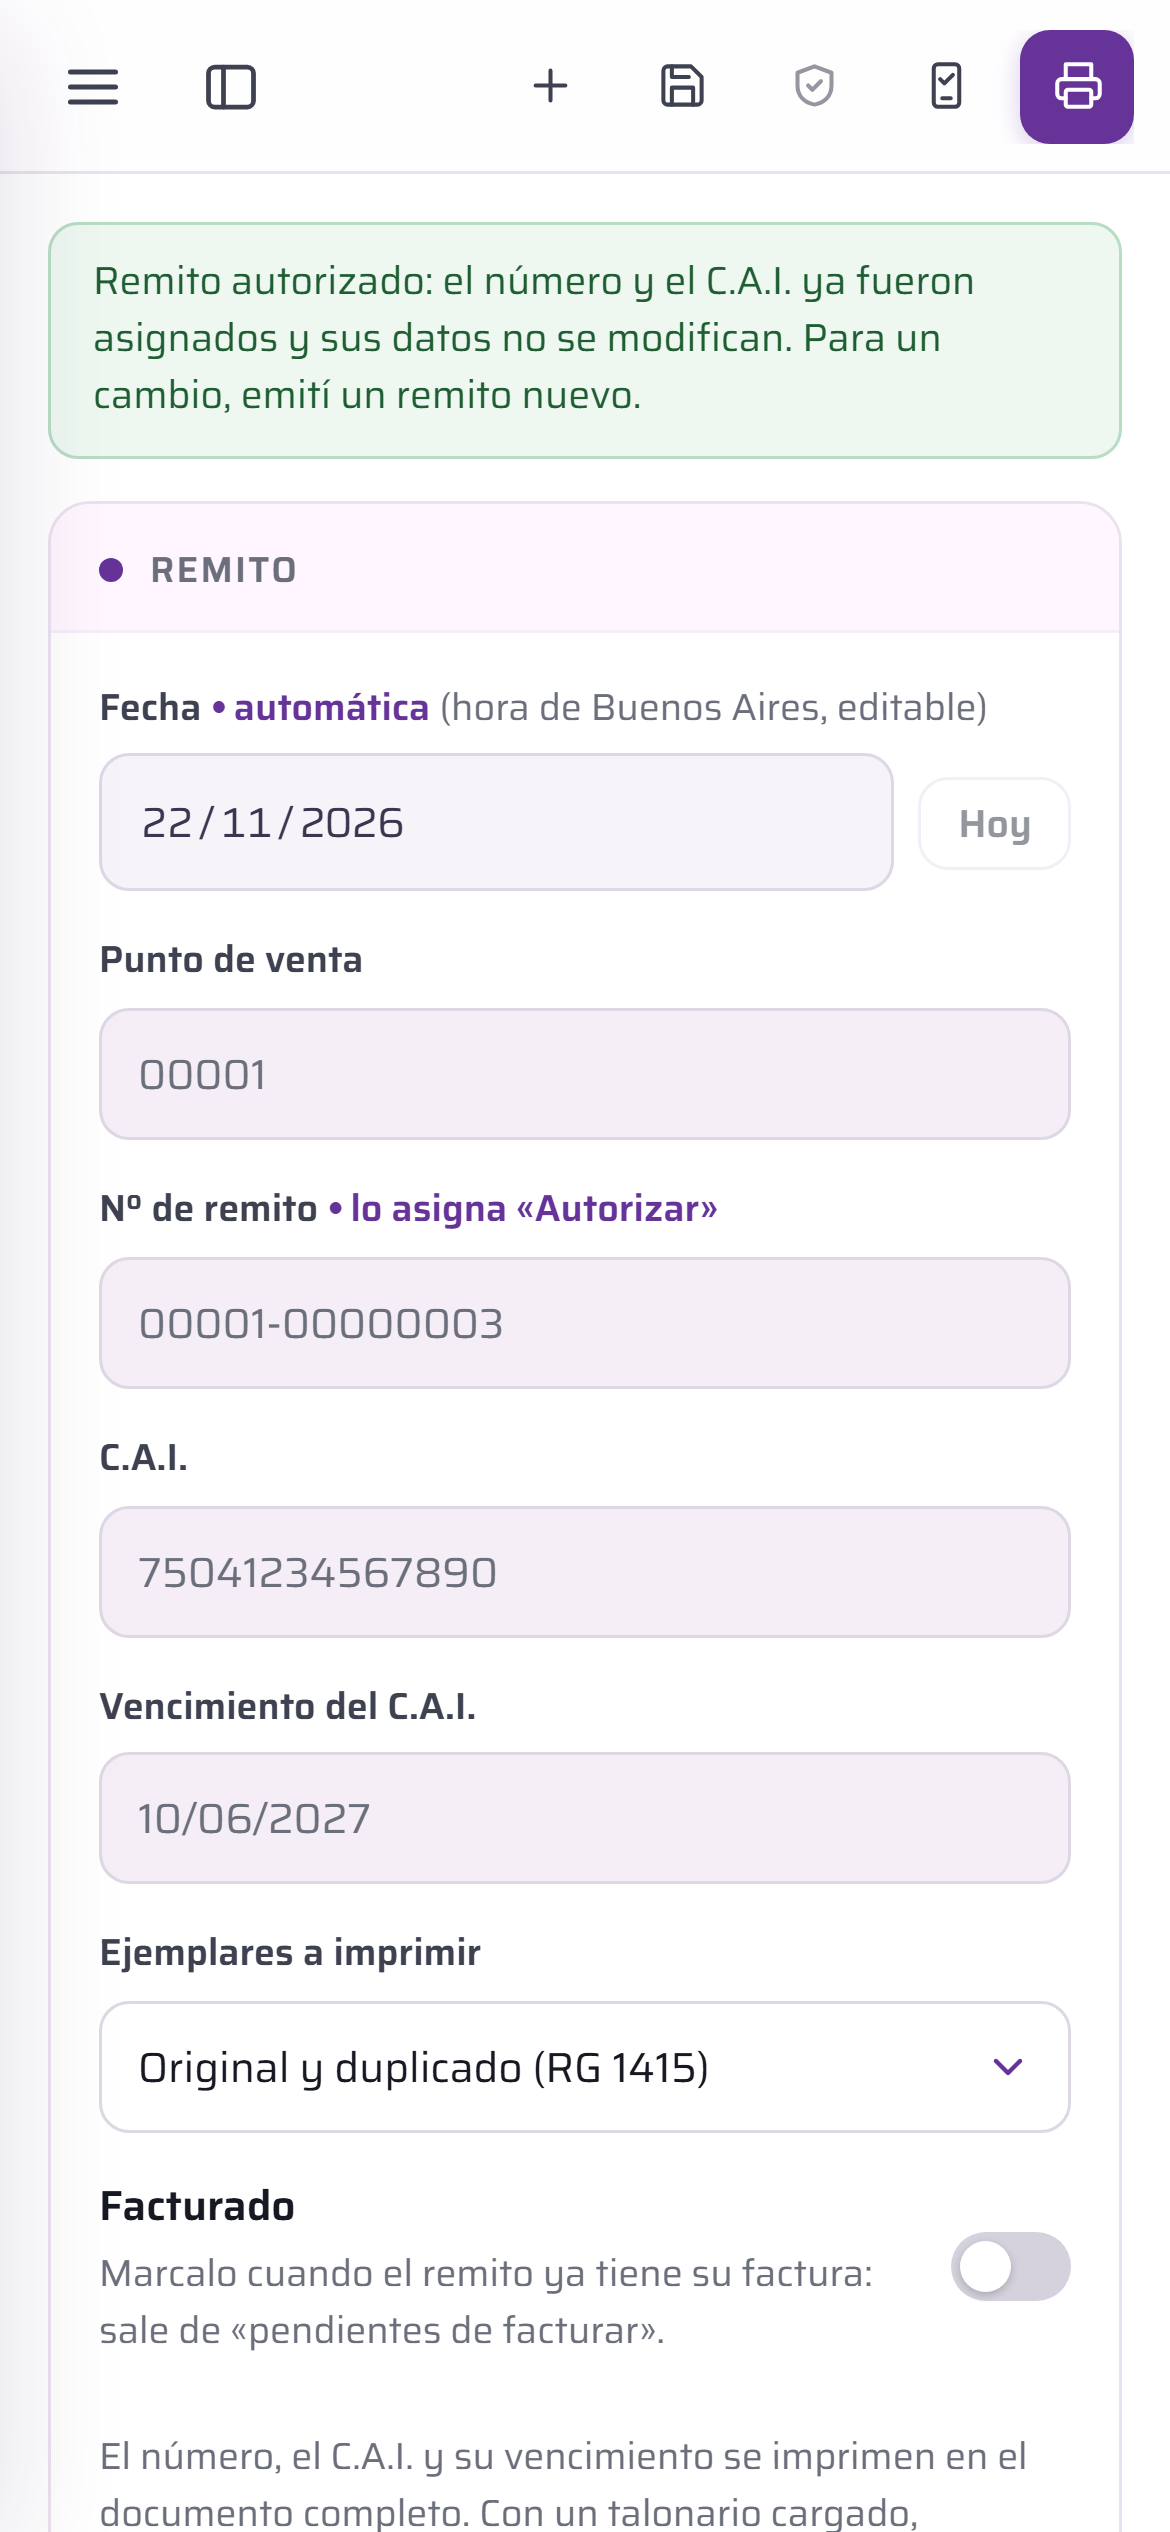 Remito autorizado: el número y el C.A.I. ya fueron
asignados y sus datos no se modifican. Para un
cambio, emití un remito nuevo.
REMITO
Fecha • automática (hora de Buenos Aires, editable)
22/11/2026
Hoy
Punto de venta
00001
Nº de remito • lo asigna «Autorizar»
00001-00000003
C.A.I.
75041234567890
Vencimiento del C.A.I.
10/06/2027
Ejemplares a imprimir
Original y duplicado (RG 1415)
Facturado
Marcalo cuando el remito ya tiene su factura:
sale de «pendientes de facturar».
El número, el C.A.I. y su vencimiento se imprimen en el
documento completo. Con un talonario cargado,